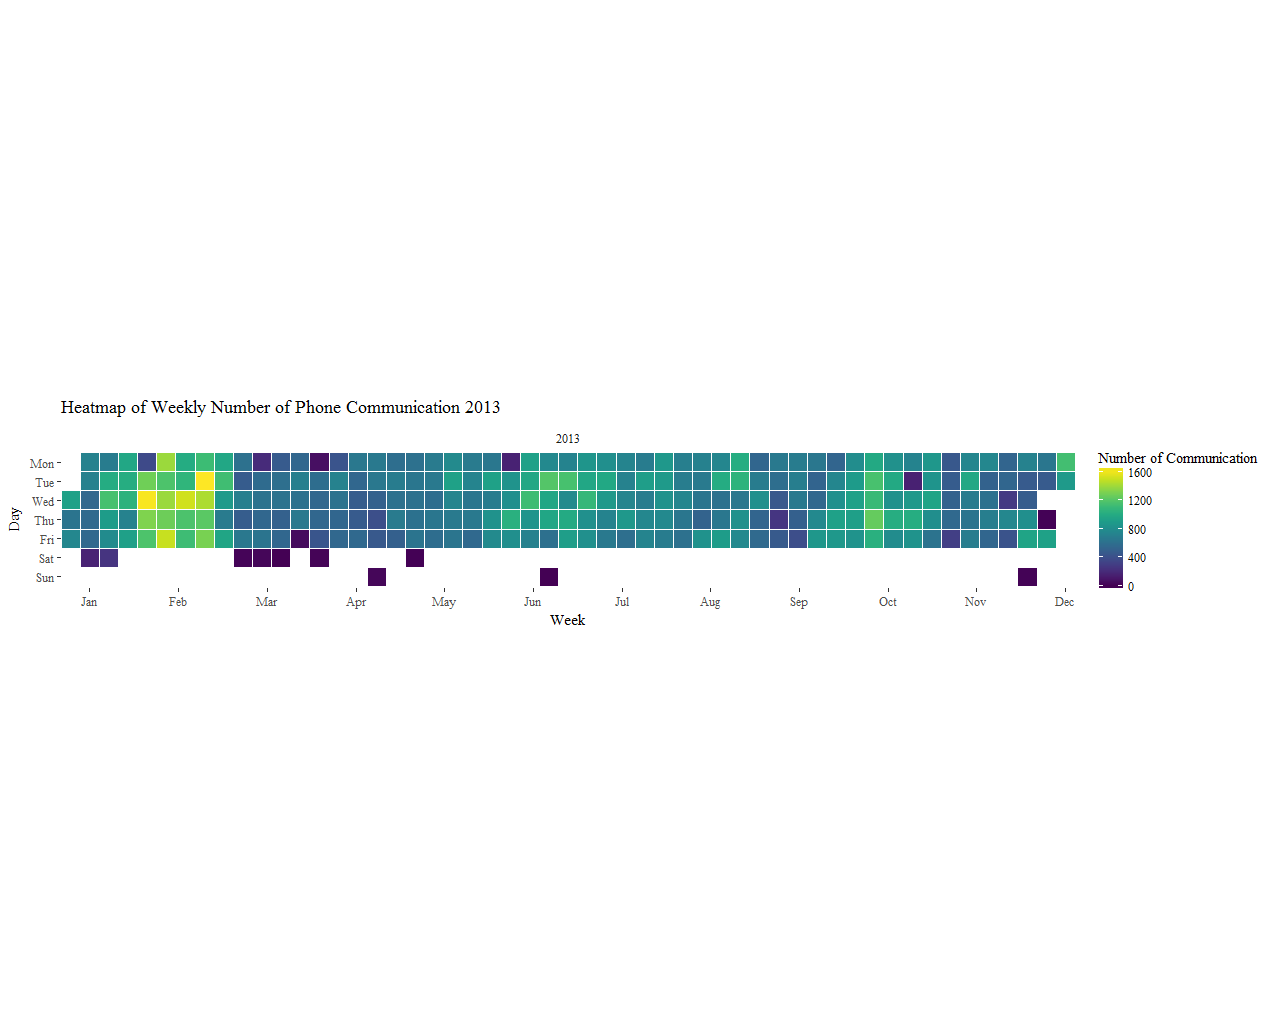 Heatmap of Weekly Number of Phone Communication 2013
2013
Mon
Tue
Wed
Thu
Fri
Sat
Sun
Day
Jan Feb Mar Apr May Jun Jul Aug Sep Oct Nov Dec
Week
Number of Communication
1600
1200
800
400
0